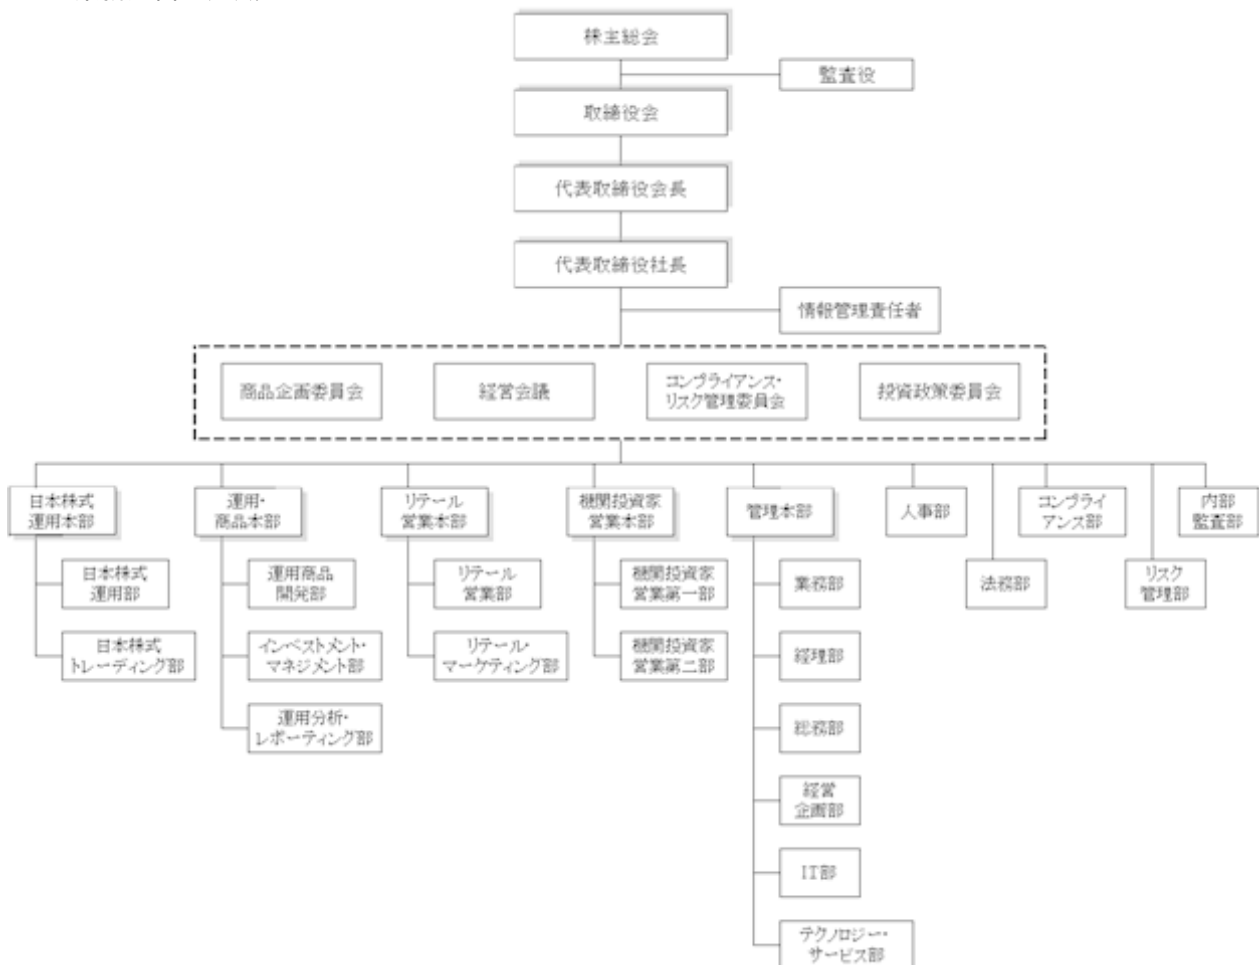 株主総会
監査役
取締役会
代表取締役会長
代表取締役社長
情報管理責任者
商品企画委員会
経営会議
コンプライアンス・
リスク管理委員会
投資政策委員会
日本株式
運用本部
運用・
商品本部
リテール
営業本部
機関投資家
営業本部
管理本部
人事部
コンプライ
アンス部
内部
監査部
日本株式
運用部
運用商品
開発部
リテール
営業部
機関投資家
営業第一部
業務部
法務部
リスク
管理部
日本株式
トレーディング部
インベストメント・
マネジメント部
リテール・
マーケティング部
機関投資家
営業第二部
経理部
運用分析・
レポーティング部
総務部
経営
企画部
IT部
テクノロジー・
サービス部